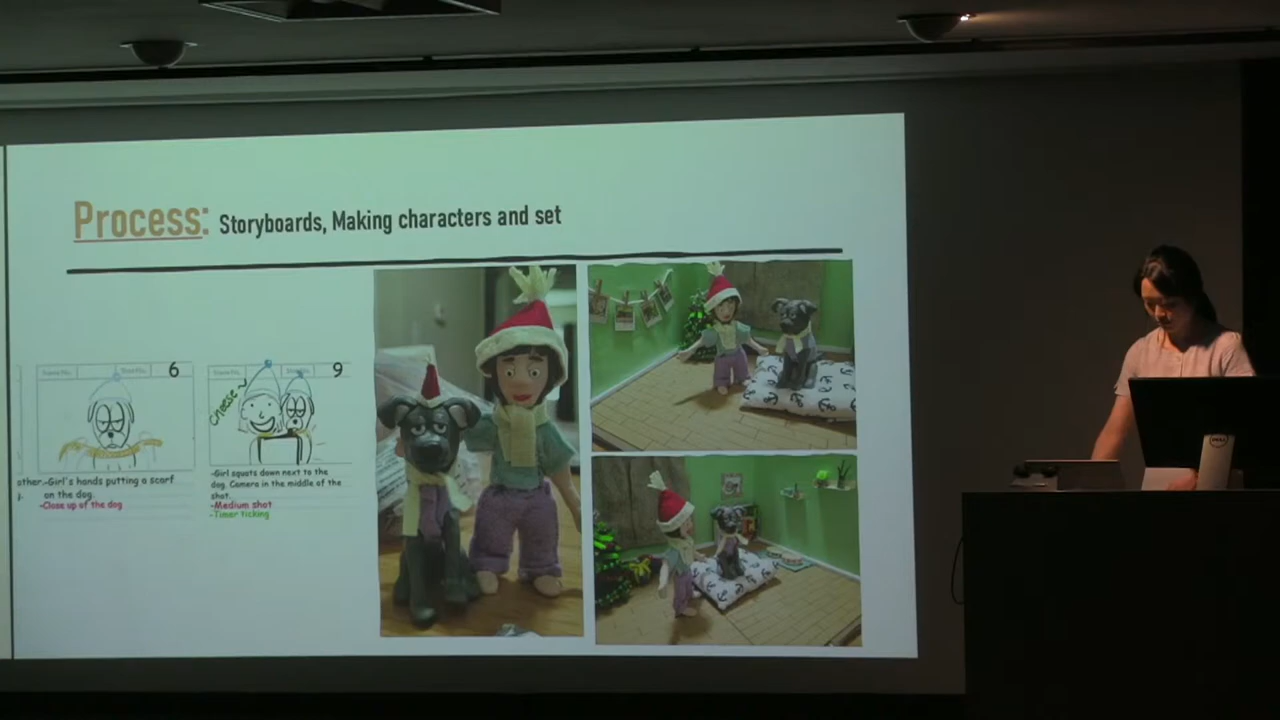 Process: Storyboards, Making characters and set
6
other.-Girl's hands putting a scarf
on the dog.
-Close up of the dog
9
cheese~
-Girl squats down next to the
dog. Camera in the middle of the
shot.
-Medium shot
-Timer ticking
DELL